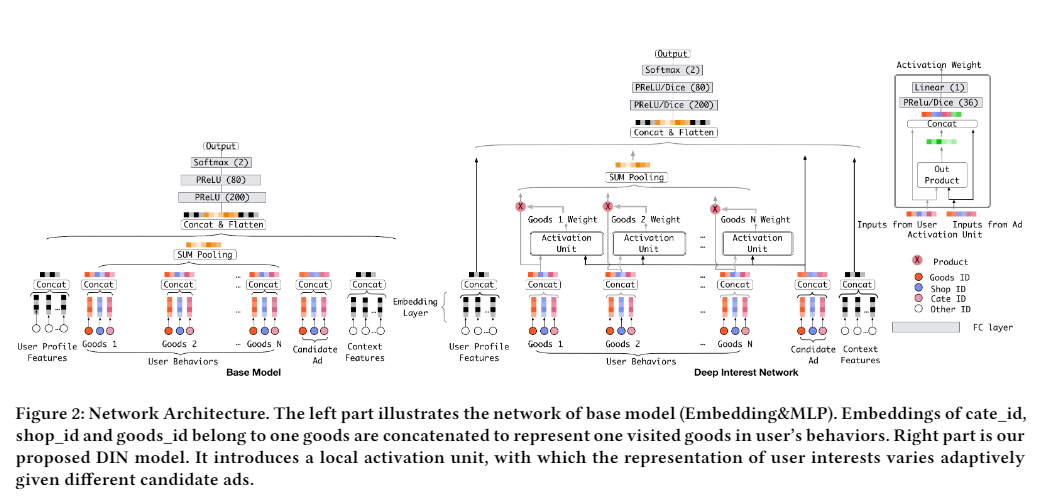 Output
Softmax (2)
PReLU (80)
PReLU (200)
Concat & Flatten
SUM Pooling
Concat Concat Concat ... Concat Concat Concat
... ... ...
User Profile Features
Goods 1 Goods 2 ... Goods N
User Behaviors
Candidate Ad
Context Features
Base Model
Output
Softmax (2)
PReLU/Dice (80)
PReLU/Dice (200)
Concat & Flatten
SUM Pooling
X X X
Goods 1 Weight Goods 2 Weight Goods N Weight
Activation Unit Activation Unit ... Activation Unit
Embedding Layer
Concat Concat Concat ... Concat Concat Concat
... ... ...
User Profile Features
Goods 1 Goods 2 ... Goods N
User Behaviors
Candidate Ad
Context Features
Deep Interest Network
Activation Weight
Linear (1)
PRelu/Dice (36)
Concat
Out Product
Inputs from User Inputs from Ad
Activation Unit
X Product
Goods ID
Shop ID
Cate ID
Other ID
FC layer
Figure 2: Network Architecture. The left part illustrates the network of base model (Embedding&MLP). Embeddings of cate_id,
shop_id and goods_id belong to one goods are concatenated to represent one visited goods in user's behaviors. Right part is our
proposed DIN model. It introduces a local activation unit, with which the representation of user interests varies adaptively
given different candidate ads.